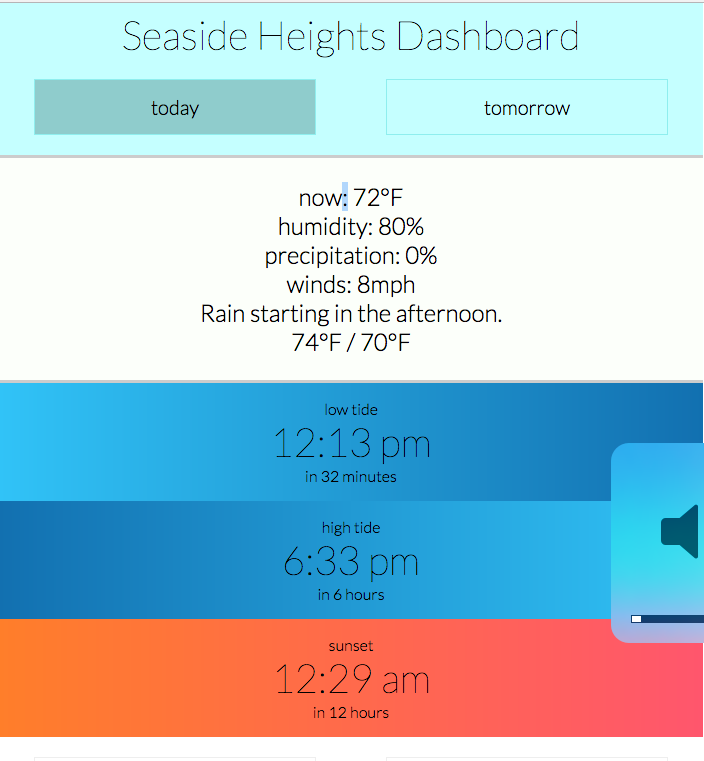 Seaside Heights Dashboard
today
tomorrow
now: 72°F
humidity: 80%
precipitation: 0%
winds: 8mph
Rain starting in the afternoon.
74°F / 70°F
low tide
12:13 pm
in 32 minutes
high tide
6:33 pm
in 6 hours
sunset
12:29 am
in 12 hours